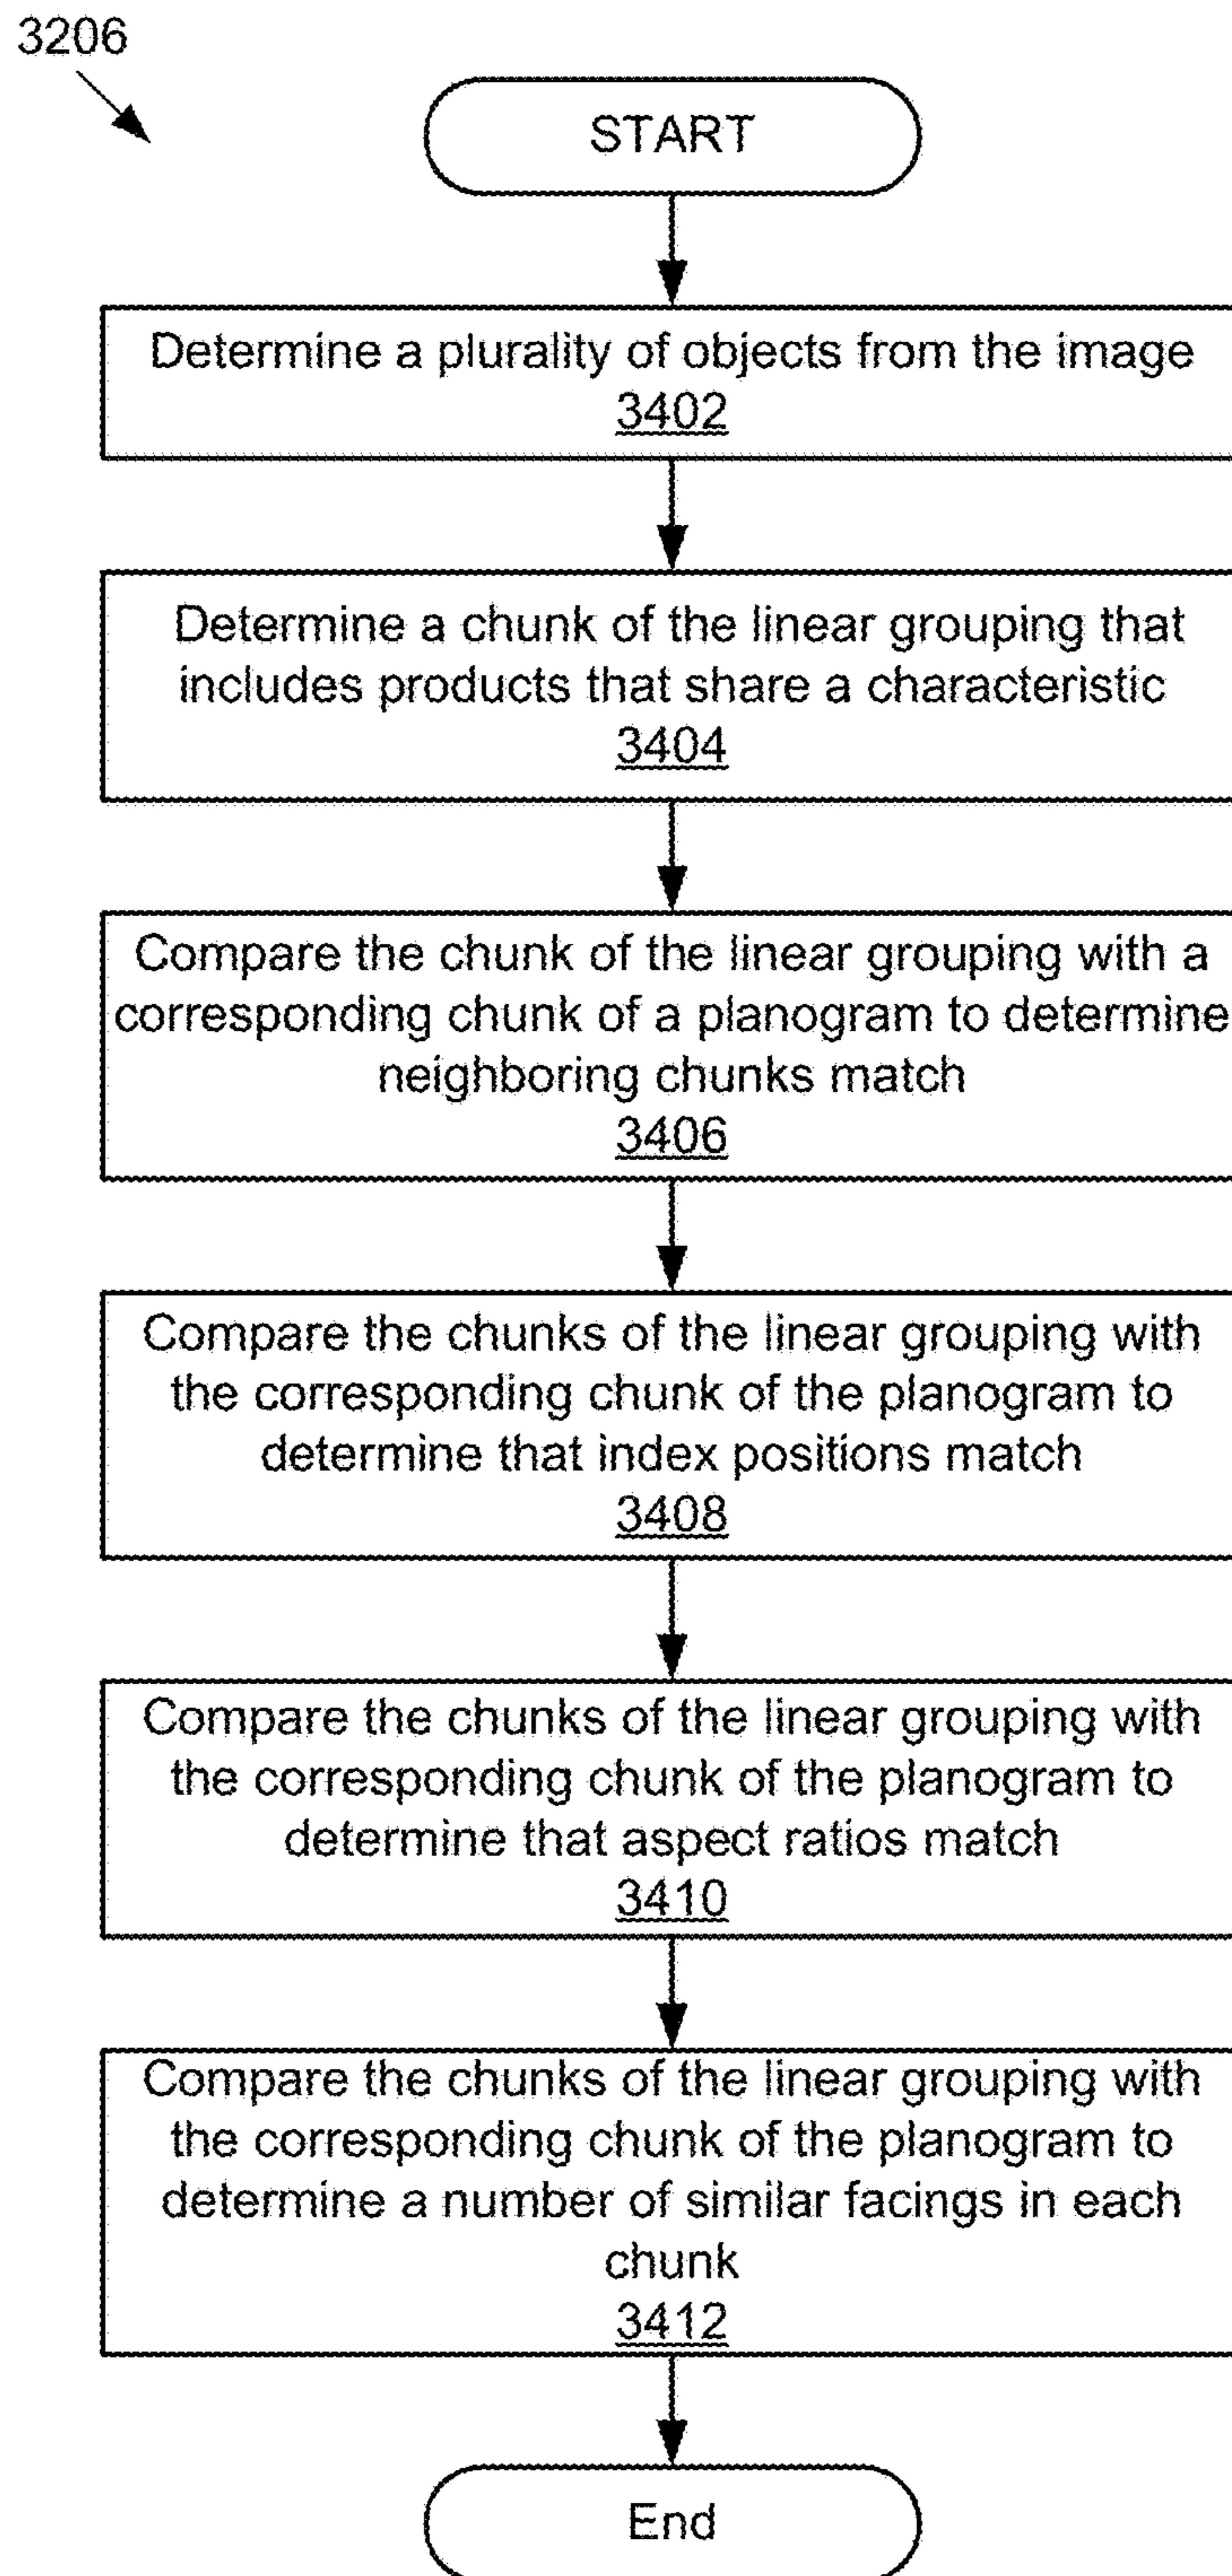 3206
START
Determine a plurality of objects from the image
3402
Determine a chunk of the linear grouping that
includes products that share a characteristic
3404
Compare the chunk of the linear grouping with a
corresponding chunk of a planogram to determine
neighboring chunks match
3406
Compare the chunks of the linear grouping with
the corresponding chunk of the planogram to
determine that index positions match
3408
Compare the chunks of the linear grouping with
the corresponding chunk of the planogram to
determine that aspect ratios match
3410
Compare the chunks of the linear grouping with
the corresponding chunk of the planogram to
determine a number of similar facings in each
chunk
3412
End